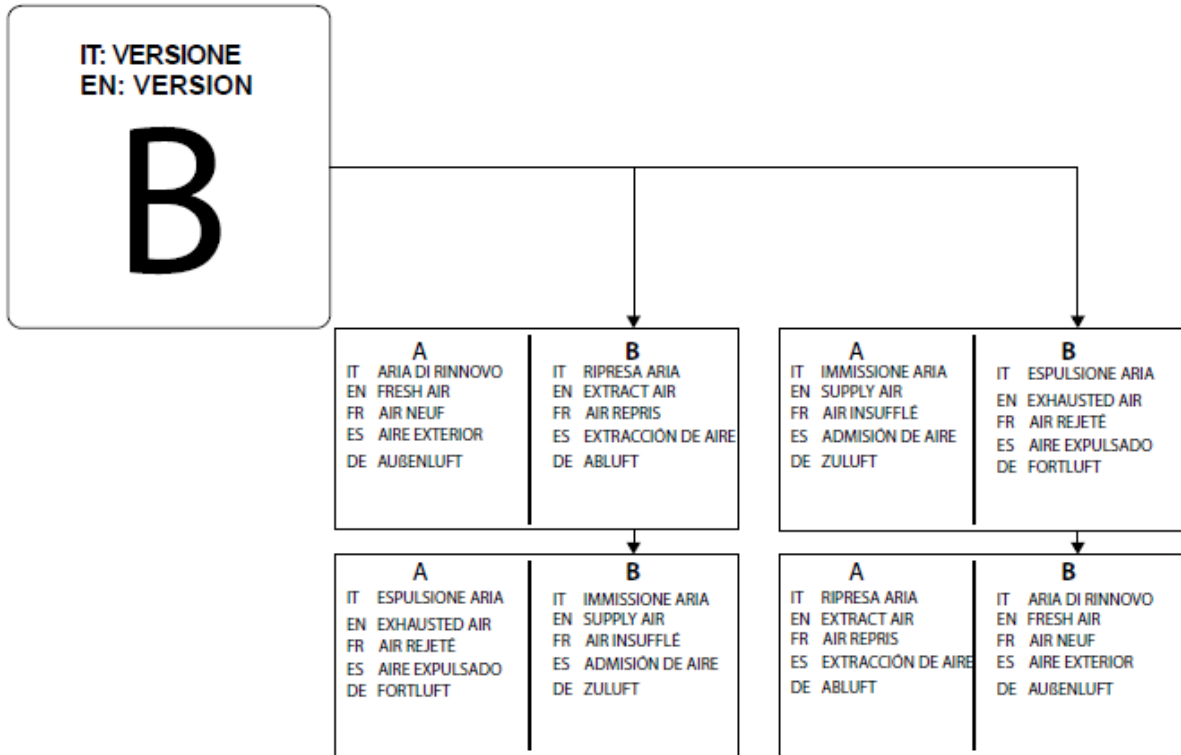 IT: VERSIONE
EN: VERSION
B
A
IT ARIA DI RINNOVO
EN FRESH AIR
FR AIR NEUF
ES AIRE EXTERIOR
DE AUßENLUFT
B
IT RIPRESA ARIA
EN EXTRACT AIR
FR AIR REPRIS
ES EXTRACCIÓN DE AIRE
DE ABLUFT
A
IT IMMISSIONE ARIA
EN SUPPLY AIR
FR AIR INSUFFLÉ
ES ADMISIÓN DE AIRE
DE ZULUFT
B
IT ESPULSIONE ARIA
EN EXHAUSTED AIR
FR AIR REJETÉ
ES AIRE EXPULSADO
DE FORTLUFT
A
IT ESPULSIONE ARIA
EN EXHAUSTED AIR
FR AIR REJETÉ
ES AIRE EXPULSADO
DE FORTLUFT
B
IT IMMISSIONE ARIA
EN SUPPLY AIR
FR AIR INSUFFLÉ
ES ADMISIÓN DE AIRE
DE ZULUFT
A
IT RIPRESA ARIA
EN EXTRACT AIR
FR AIR REPRIS
ES EXTRACCIÓN DE AIRE
DE ABLUFT
B
IT ARIA DI RINNOVO
EN FRESH AIR
FR AIR NEUF
ES AIRE EXTERIOR
DE AUßENLUFT